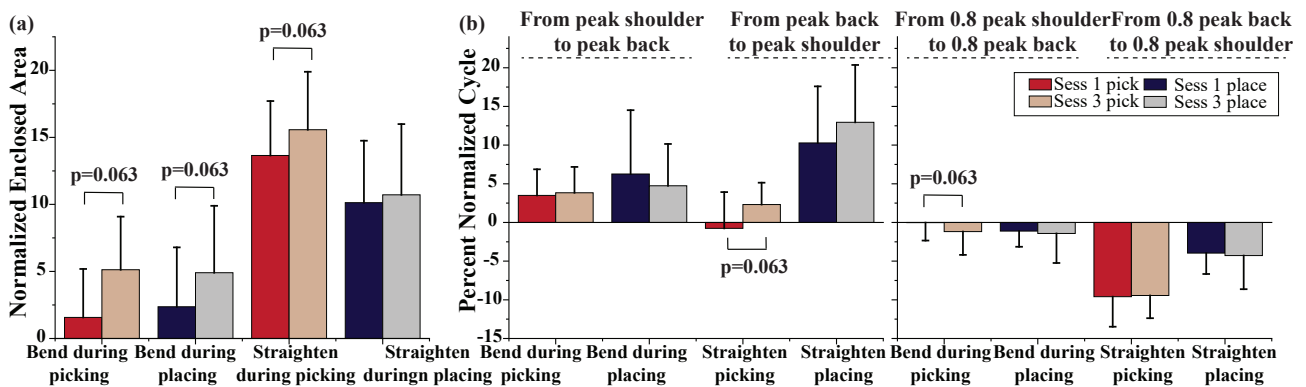 (a)
Normalized Enclosed Area
20
15
10
5
0
p=0.063
p=0.063
p=0.063
Bend during
picking
Bend during
placing
Straighten
during picking
Straighten
duringn placing
(b)
Percent Normalized Cycle
20
15
10
5
0
-5
-10
-15
From peak shoulder
to peak back
From peak back
to peak shoulder
From 0.8 peak shoulder
to 0.8 peak back
From 0.8 peak back
to 0.8 peak shoulder
Sess 1 pick
Sess 1 place
Sess 3 pick
Sess 3 place
p=0.063
p=0.063
Bend during
picking
Bend during
placing
Straighten
picking
Straighten
placing
Bend during
picking
Bend during
placing
Straighten
picking
Straighten
placing